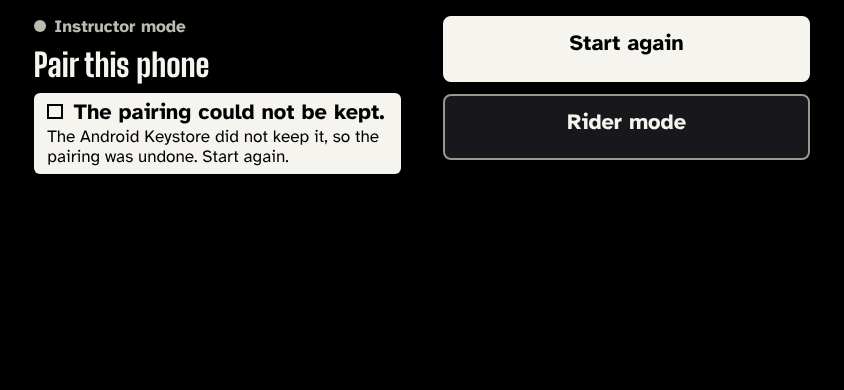 Instructor mode
Pair this phone
The pairing could not be kept.
The Android Keystore did not keep it, so the
pairing was undone. Start again.
Start again
Rider mode